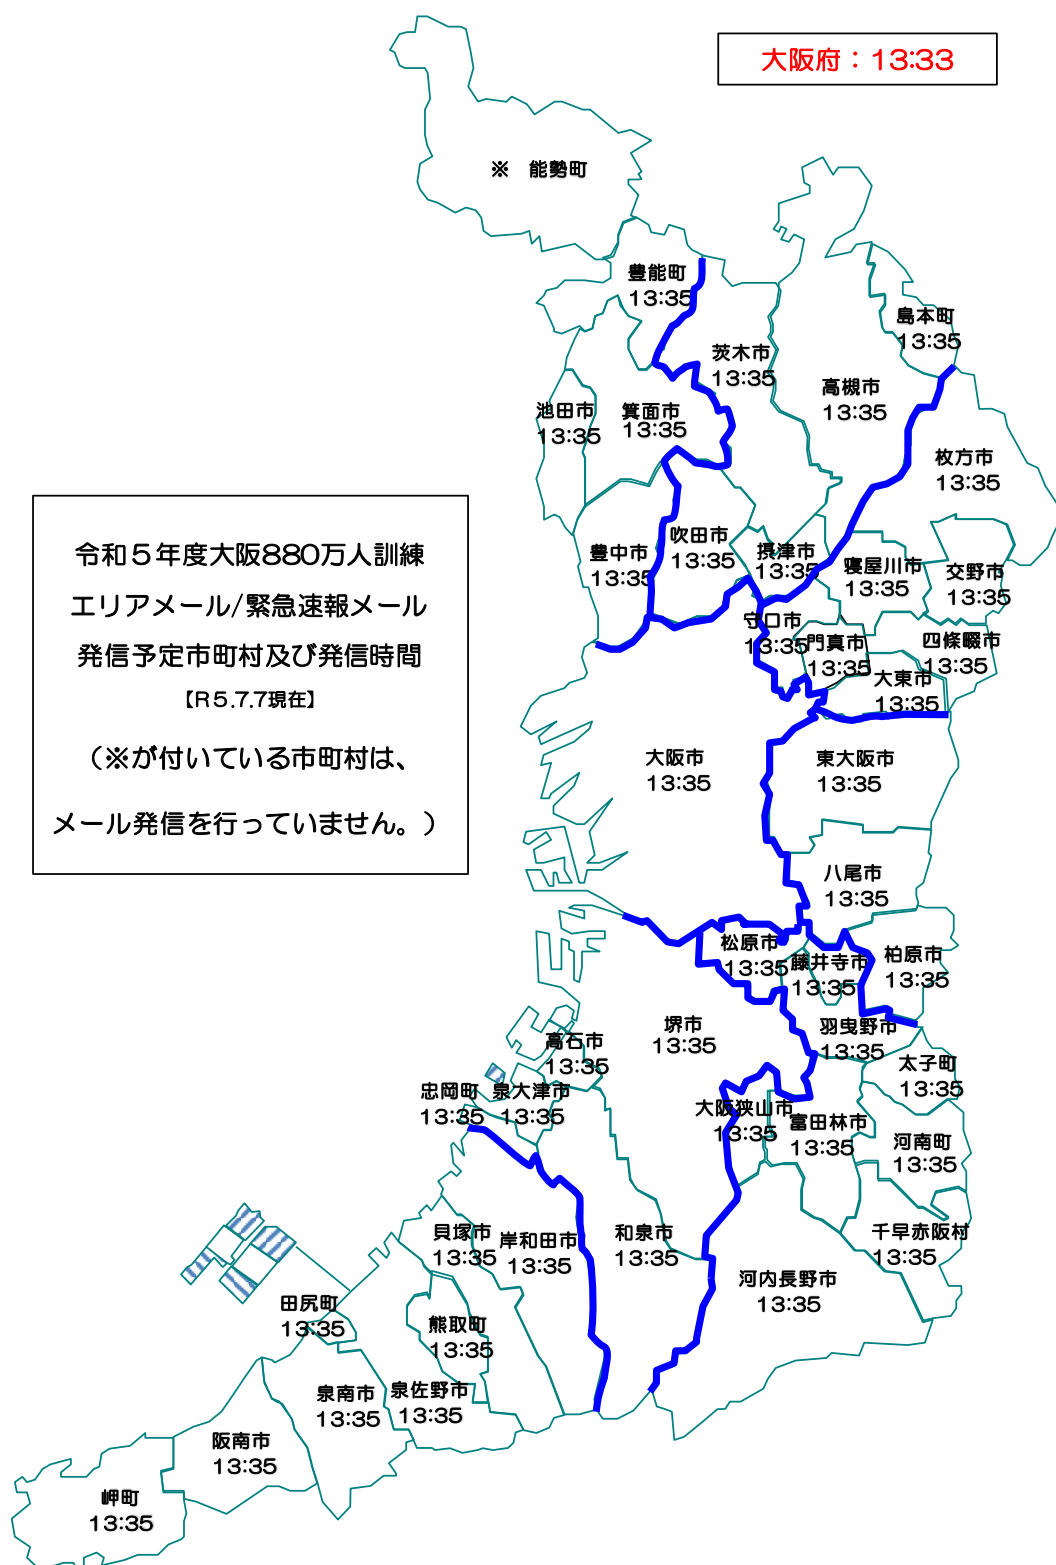 大阪府：13:33
※ 能勢町
豊能町
13:35
島本町
13:35
茨木市
13:35
高槻市
13:35
池田市
13:35
箕面市
13:35
枚方市
13:35
令和５年度大阪880万人訓練
エリアメール/緊急速報メール
発信予定市町村及び発信時間
【R５.7.7現在】
（※が付いている市町村は、
メール発信を行っていません。）
豊中市
13:35
吹田市
13:35
摂津市
13:35
寝屋川市
13:35
交野市
13:35
守口市
13:35
門真市
13:35
四條畷市
13:35
大東市
13:35
大阪市
13:35
東大阪市
13:35
八尾市
13:35
松原市
13:35
藤井寺市
13:35
柏原市
13:35
堺市
13:35
羽曳野市
13:35
高石市
13:35
太子町
13:35
忠岡町
13:35
泉大津市
13:35
大阪狭山市
13:35
富田林市
13:35
河南町
13:35
貝塚市
13:35
岸和田市
13:35
和泉市
13:35
千早赤阪村
13:35
河内長野市
13:35
田尻町
13:35
熊取町
13:35
泉南市
13:35
泉佐野市
13:35
阪南市
13:35
岬町
13:35